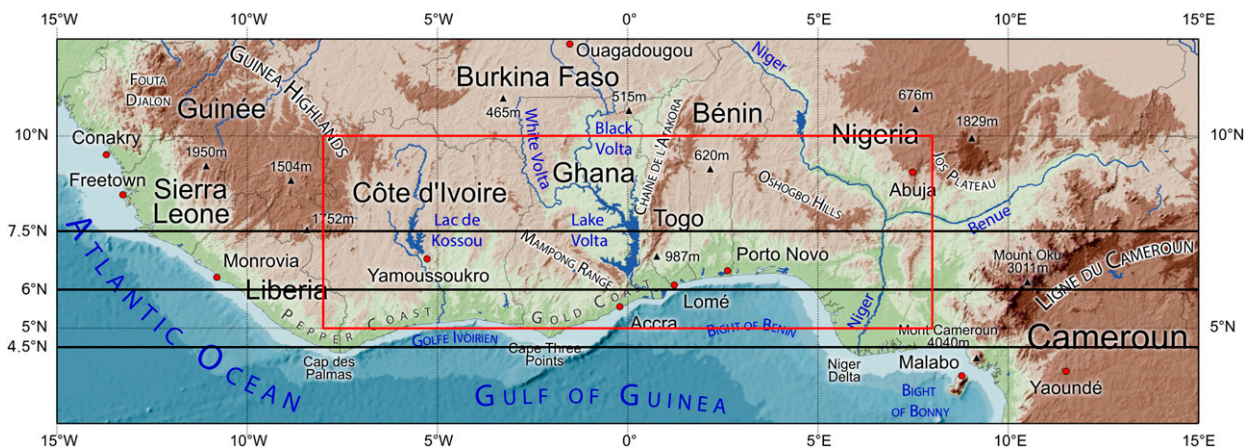 15°W 10°W 5°W 0° 5°E 10°E 15°E
Ouagadougou
Niger
FOUTA
DJALON
GUINEA HIGHLANDS
Burkina Faso
Guinée
465m
515m
Bénin
676m
1829m
White Volta
Black
Volta
CHAINE DE L'ATAKORA
Nigeria
10°N
10°N
Conakry
1950m
1504m
620m
JOS PLATEAU
Freetown
Sierra
Leone
Côte d'Ivoire
Ghana
OSHOGBO HILLS
Abuja
1752m
Lac de
Kossou
Lake
Volta
Togo
Benue
7.5°N
ATLANTIC OCEAN
Monrovia
Yamoussoukro
MAMPONG RANGE
987m
Porto Novo
Mount Oku
3011m
LIGNE DU CAMEROUN
Liberia
6°N
Lomé
PEPPER COAST
GOLD COAST
Accra
BIGHT OF BENIN
Niger
5°N
5°N
GOLFE IVOIRIEN
Mont Cameroun
4040m
Cameroun
4.5°N
Cap des
Palmas
Cape Three
Points
Niger
Delta
Malabo
Yaoundé
GULF OF GUINEA
BIGHT
OF BONNY
15°W 10°W 5°W 0° 5°E 10°E 15°E